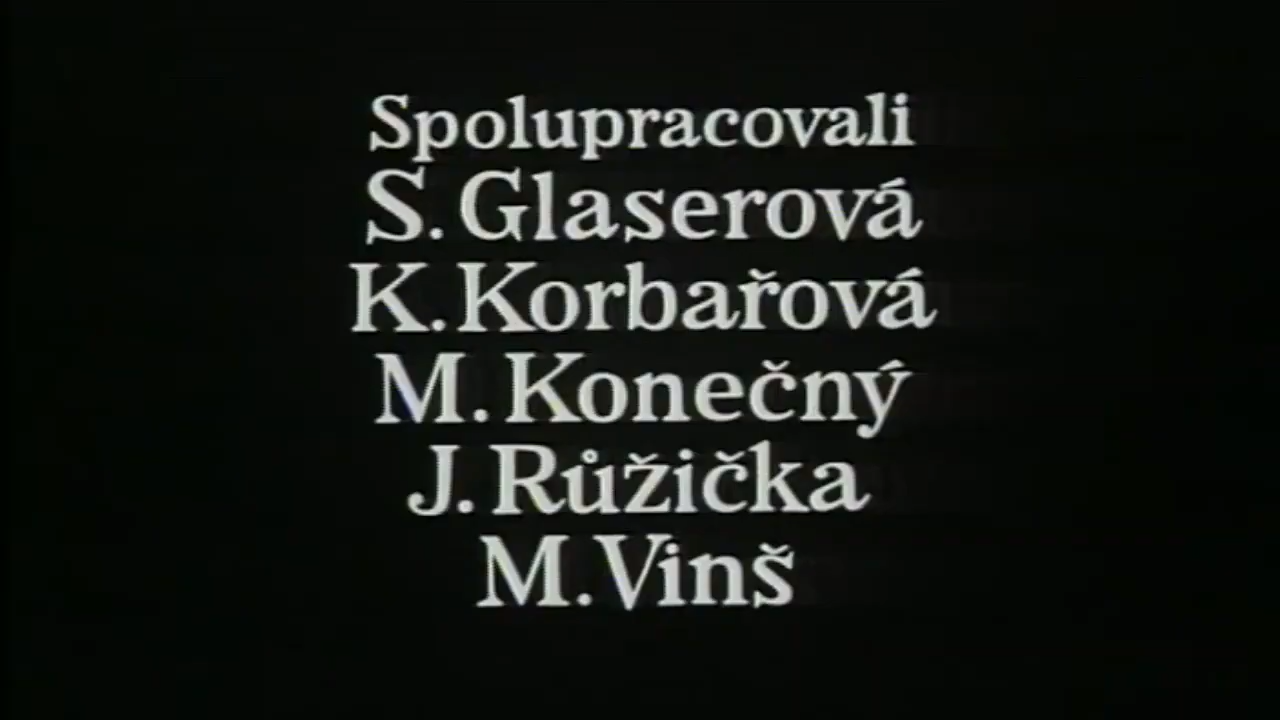 Spolupracovali
S. Glaserová
K. Korbařová
M. Konečný
J. Růžička
M. Vinš